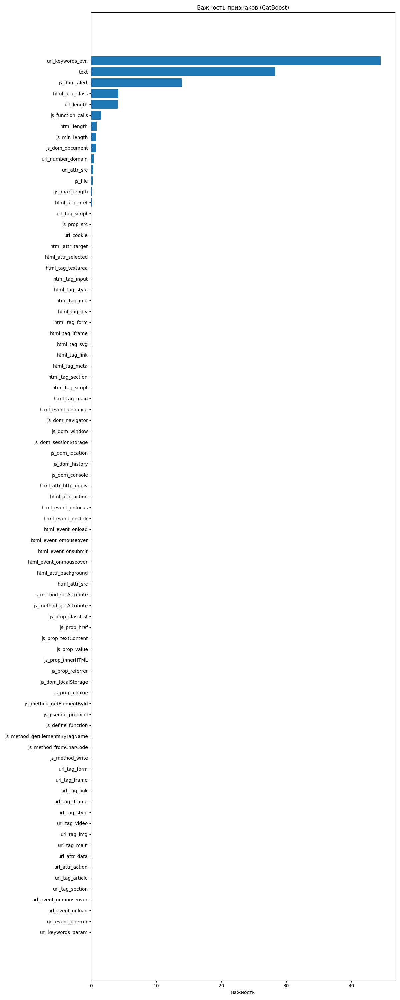 Важность признаков (CatBoost)
url_keywords_evil
text
js_dom_alert
html_attr_class
url_length
js_function_calls
html_length
js_min_length
js_dom_document
url_number_domain
url_attr_src
js_file
js_max_length
html_attr_href
url_tag_script
js_prop_src
url_cookie
html_attr_target
html_attr_selected
html_tag_textarea
html_tag_input
html_tag_style
html_tag_img
html_tag_div
html_tag_form
html_tag_iframe
html_tag_svg
html_tag_link
html_tag_meta
html_tag_section
html_tag_script
html_tag_main
html_event_enhance
js_dom_navigator
js_dom_window
js_dom_sessionStorage
js_dom_location
js_dom_history
js_dom_console
html_attr_http_equiv
html_attr_action
html_event_onfocus
html_event_onclick
html_event_onload
html_event_omouseover
html_event_onsubmit
html_event_onmouseover
html_attr_background
html_attr_src
js_method_setAttribute
js_method_getAttribute
js_prop_classList
js_prop_href
js_prop_textContent
js_prop_value
js_prop_innerHTML
js_prop_referrer
js_dom_localStorage
js_prop_cookie
js_method_getElementById
js_pseudo_protocol
js_define_function
js_method_getElementsByTagName
js_method_fromCharCode
js_method_write
url_tag_form
url_tag_frame
url_tag_link
url_tag_iframe
url_tag_style
url_tag_video
url_tag_img
url_tag_main
url_attr_data
url_attr_action
url_tag_article
url_tag_section
url_event_onmouseover
url_event_onload
url_event_onerror
url_keywords_param
0 10 20 30 40
Важность